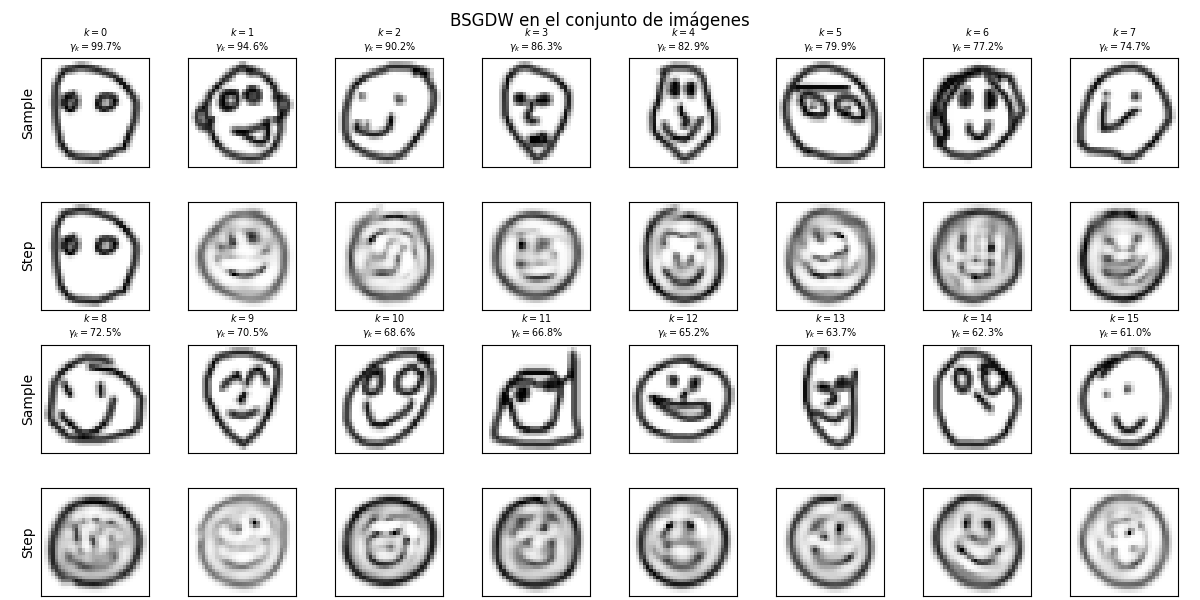 BSGDW en el conjunto de imágenes
k = 0 k = 1 k = 2 k = 3 k = 4 k = 5 k = 6 k = 7
γk = 99.7% γk = 94.6% γk = 90.2% γk = 86.3% γk = 82.9% γk = 79.9% γk = 77.2% γk = 74.7%
Sample
Step
k = 8 k = 9 k = 10 k = 11 k = 12 k = 13 k = 14 k = 15
γk = 72.5% γk = 70.5% γk = 68.6% γk = 66.8% γk = 65.2% γk = 63.7% γk = 62.3% γk = 61.0%
Sample
Step